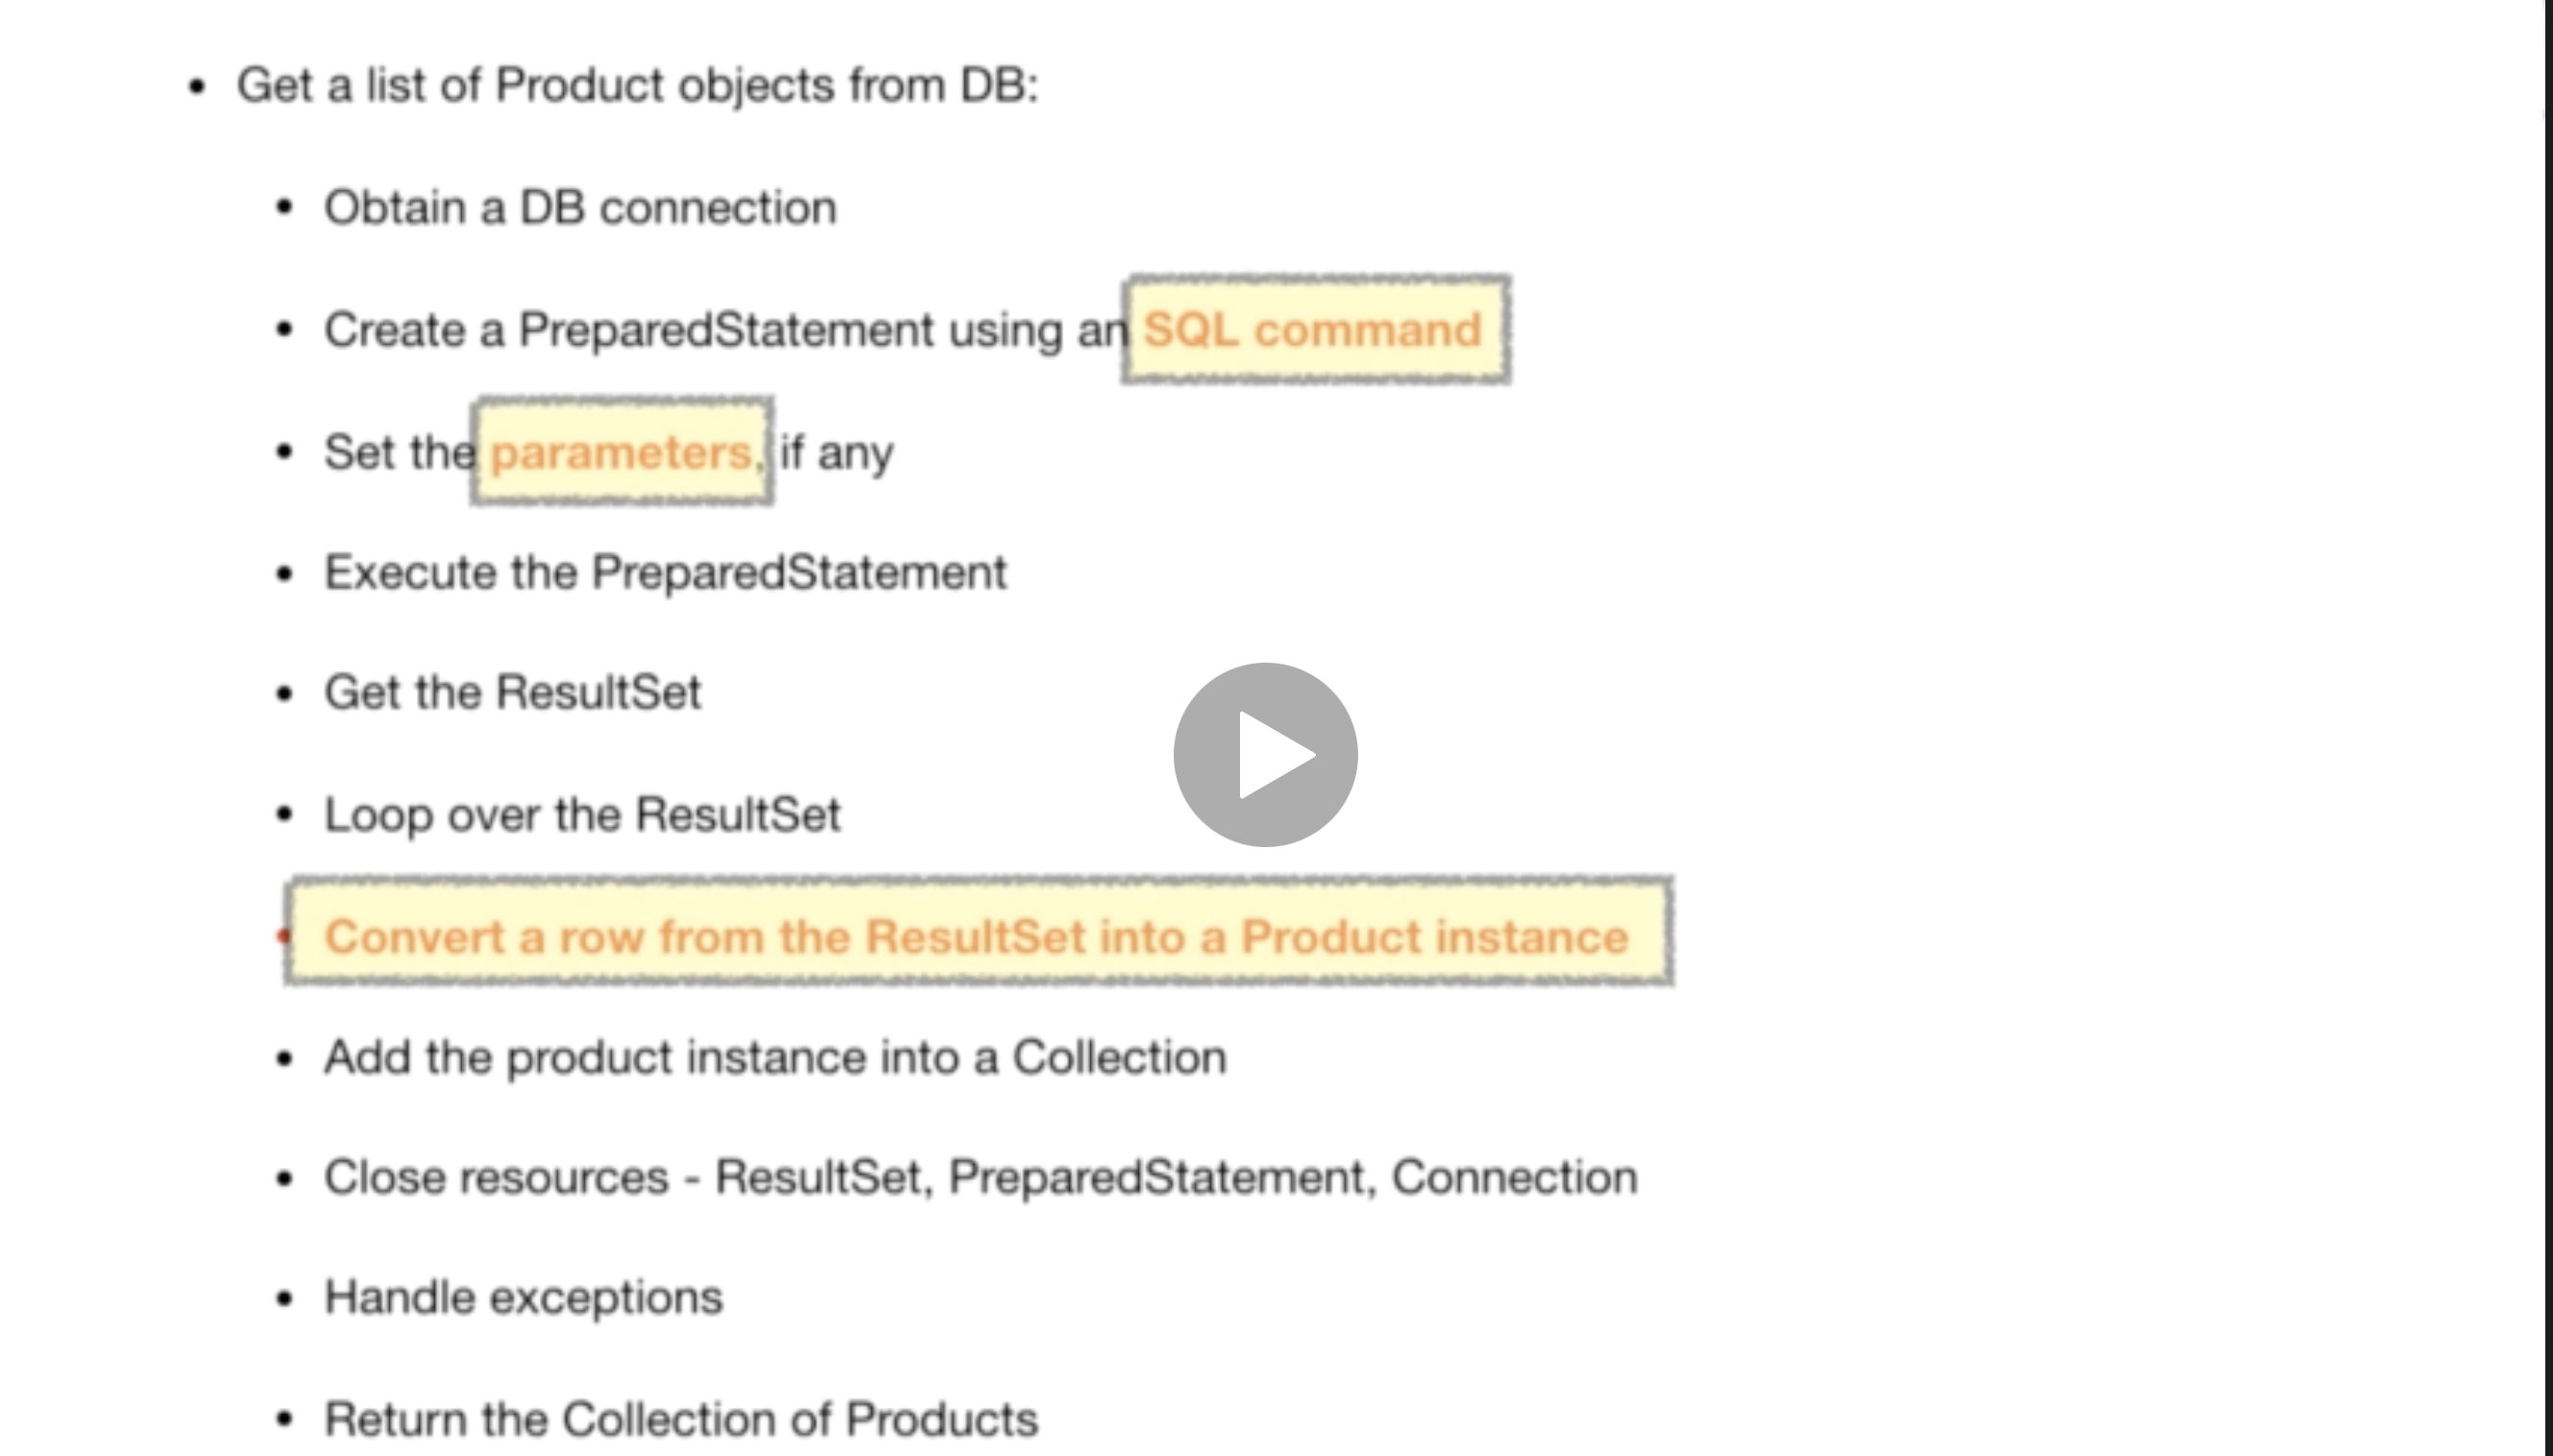 • Get a list of Product objects from DB:
• Obtain a DB connection
• Create a PreparedStatement using an SQL command
• Set the parameters, if any
• Execute the PreparedStatement
• Get the ResultSet
• Loop over the ResultSet
• Convert a row from the ResultSet into a Product instance
• Add the product instance into a Collection
• Close resources - ResultSet, PreparedStatement, Connection
• Handle exceptions
• Return the Collection of Products